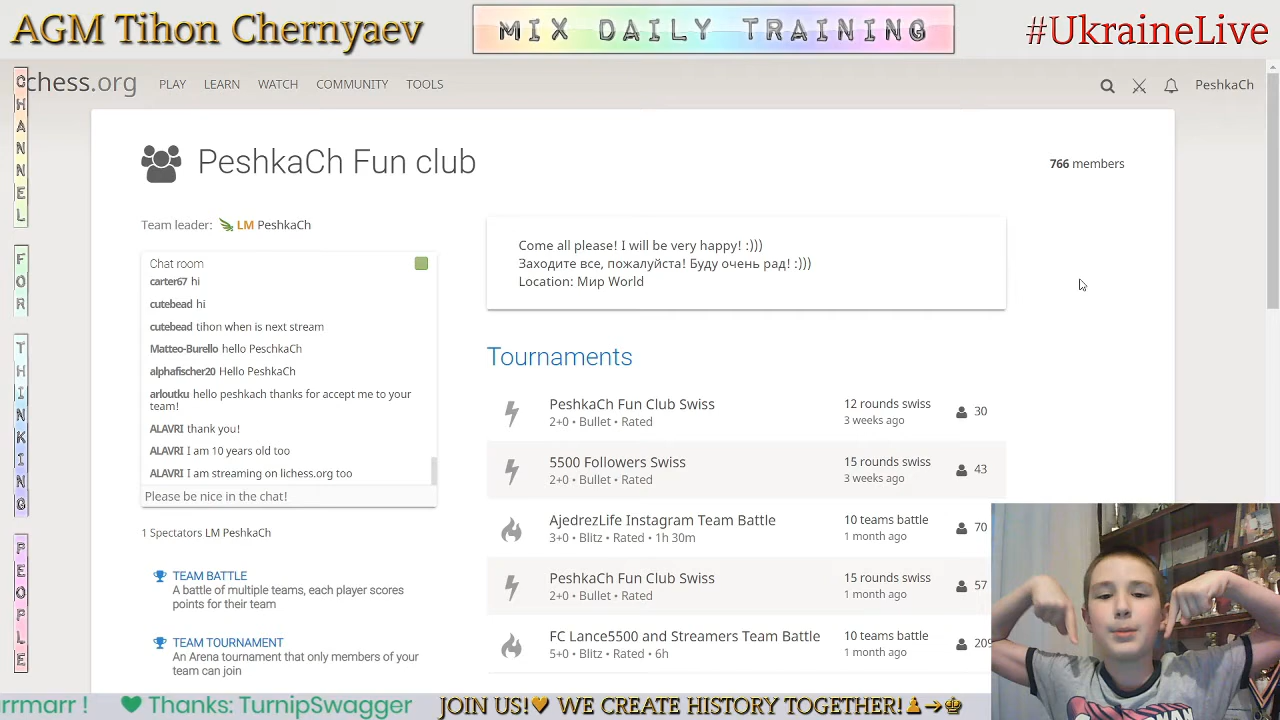 AGM Tihon Chernyaev
MIX DAILY TRAINING
#UkraineLive
chess.org
PLAY
LEARN
WATCH
COMMUNITY
TOOLS
PeshkaCh
CHANNEL
FOR
THINKING
PEOPLE
PeshkaCh Fun club
766 members
Team leader: LM PeshkaCh
Chat room
carter67 hi
cutebead hi
cutebead tihon when is next stream
Matteo-Burello hello PeschkaCh
alphafischer20 Hello PeshkaCh
arloutku hello peshkach thanks for accept me to your
team!
ALAVRI thank you!
ALAVRI I am 10 years old too
ALAVRI I am streaming on lichess.org too
Please be nice in the chat!
1 Spectators LM PeshkaCh
TEAM BATTLE
A battle of multiple teams, each player scores
points for their team
TEAM TOURNAMENT
An Arena tournament that only members of your
team can join
Come all please! I will be very happy! :)))
Заходите все, пожалуйста! Буду очень рад! :)))
Location: Мир World
Tournaments
PeshkaCh Fun Club Swiss
2+0 • Bullet • Rated
12 rounds swiss
3 weeks ago
30
5500 Followers Swiss
2+0 • Bullet • Rated
15 rounds swiss
3 weeks ago
43
AjedrezLife Instagram Team Battle
3+0 • Blitz • Rated • 1h 30m
10 teams battle
1 month ago
70
PeshkaCh Fun Club Swiss
2+0 • Bullet • Rated
15 rounds swiss
1 month ago
57
FC Lance5500 and Streamers Team Battle
5+0 • Blitz • Rated • 6h
10 teams battle
1 month ago
209
rrmarr !
Thanks: TurnipSwagger
JOIN US! WE CREATE HISTORY TOGETHER!